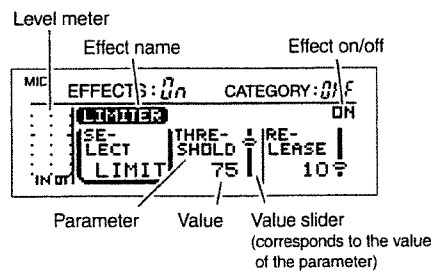 Level meter
Effect name
Effect on/off
MIC
EFFECTS: On
CATEGORY:
LIMITER
ON
SE-
LECT
LIMIT
THRE-
SHOLD
75
RE-
LEASE
10
IN
Parameter
Value
Value slider
(corresponds to the value
of the parameter)